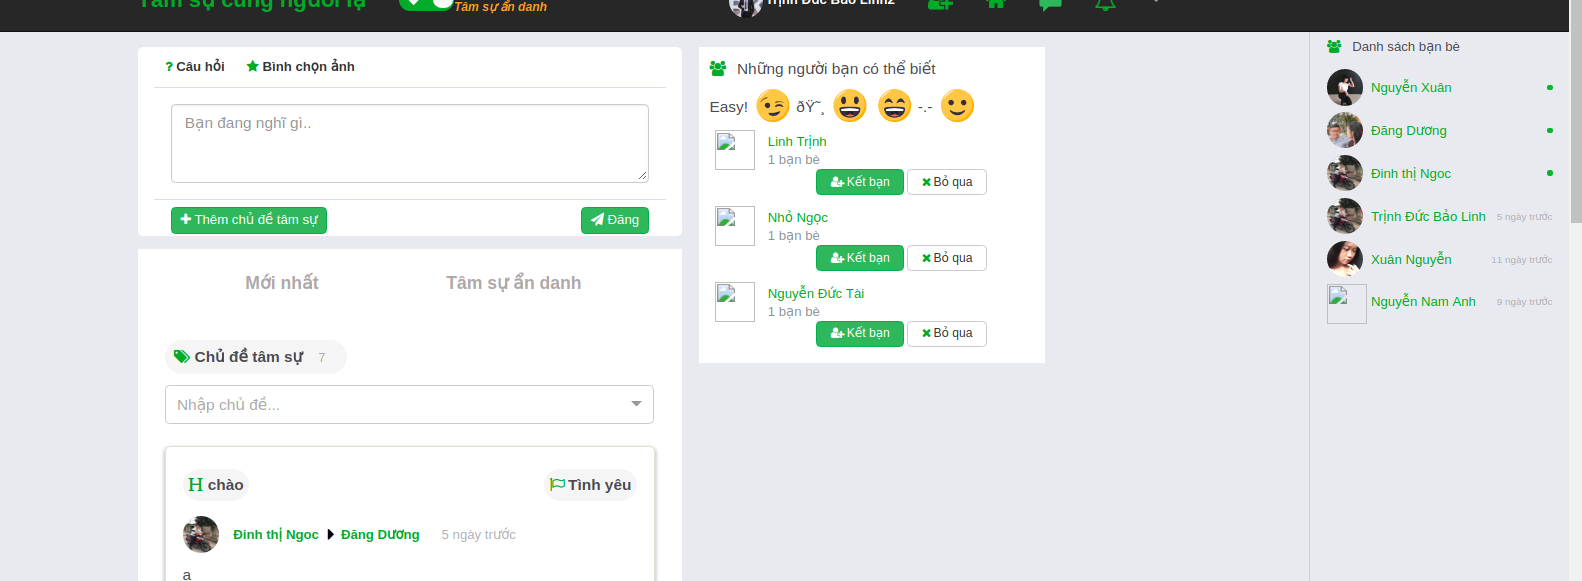 Tâm sự cùng người lạ
Tâm sự ẩn danh
Trịnh Đức Bảo Linh2
? Câu hỏi
Bình chọn ảnh
Bạn đang nghĩ gì..
Thêm chủ đề tâm sự
Đăng
Mới nhất
Tâm sự ẩn danh
Chủ đề tâm sự 7
Nhập chủ đề...
H chào
Tình yêu
Đinh thị Ngoc
Đăng Dương
5 ngày trước
a
Những người bạn có thể biết
Easy! 😉 ðŸ˜¸ 😃 😄 -.- 🙂
Linh Trịnh
1 bạn bè
Kết bạn
Bỏ qua
Nhỏ Ngọc
1 bạn bè
Kết bạn
Bỏ qua
Nguyễn Đức Tài
1 bạn bè
Kết bạn
Bỏ qua
Danh sách bạn bè
Nguyễn Xuân
Đăng Dương
Đinh thị Ngoc
Trịnh Đức Bảo Linh 5 ngày trước
Xuân Nguyễn 11 ngày trước
Nguyễn Nam Anh 9 ngày trước